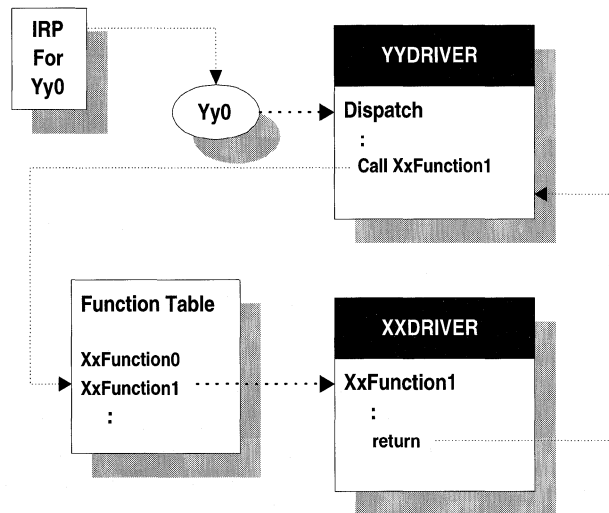 IRP
For
Yy0
Yy0
YYDRIVER
Dispatch
:
Call XxFunction1
Function Table
XxFunction0
XxFunction1
:
XXDRIVER
XxFunction1
:
return